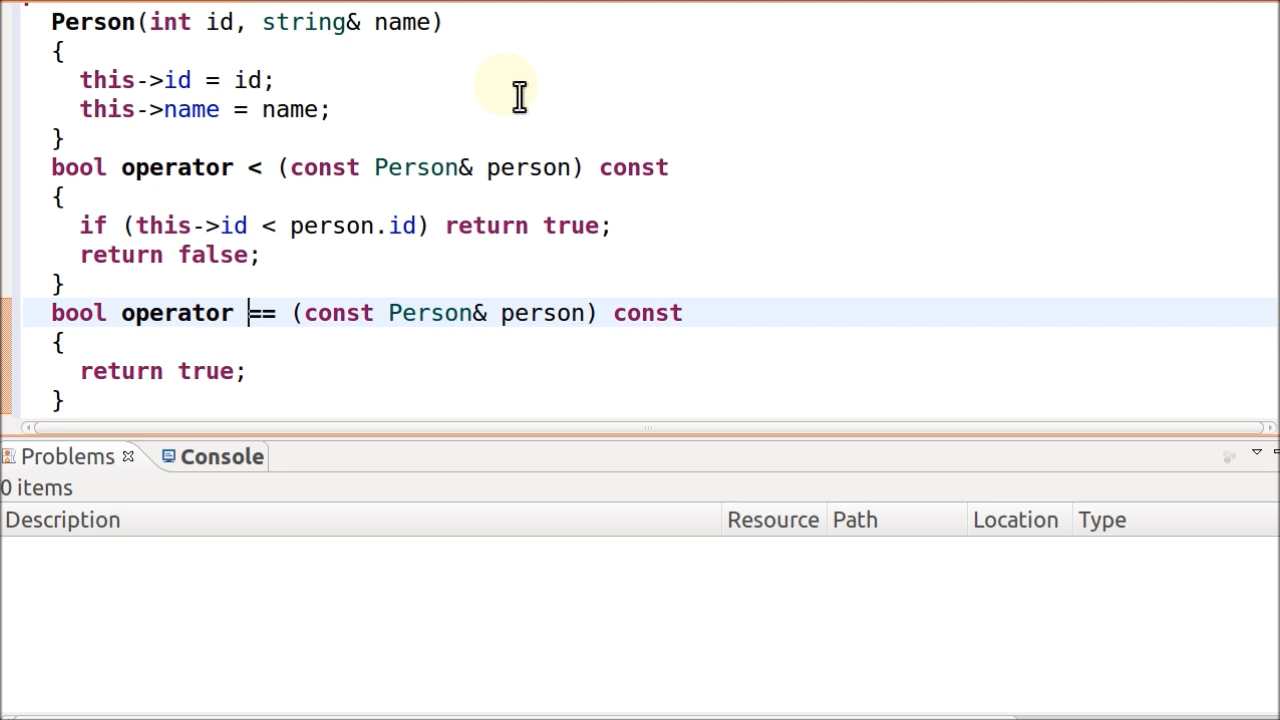 Person(int id, string& name)
{
this->id = id;
this->name = name;
}
bool operator < (const Person& person) const
{
if (this->id < person.id) return true;
return false;
}
bool operator == (const Person& person) const
{
return true;
}
Problems Console
0 items
Description Resource Path Location Type